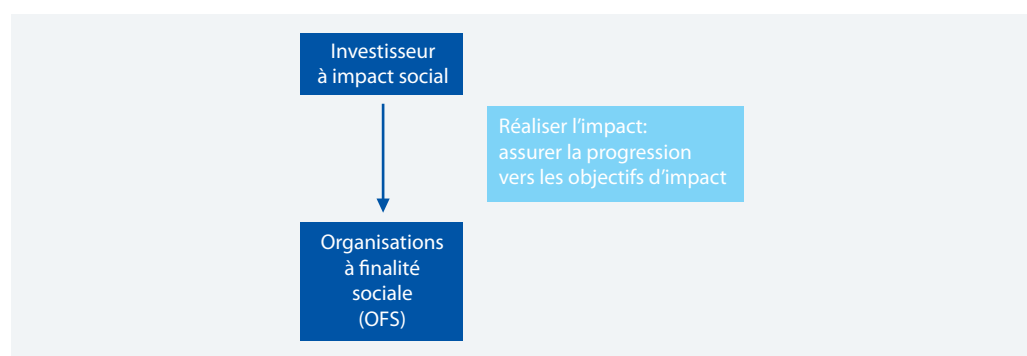 Investisseur
à impact social
Réaliser l'impact:
assurer la progression
vers les objectifs d'impact
Organisations
à finalité
sociale
(OFS)